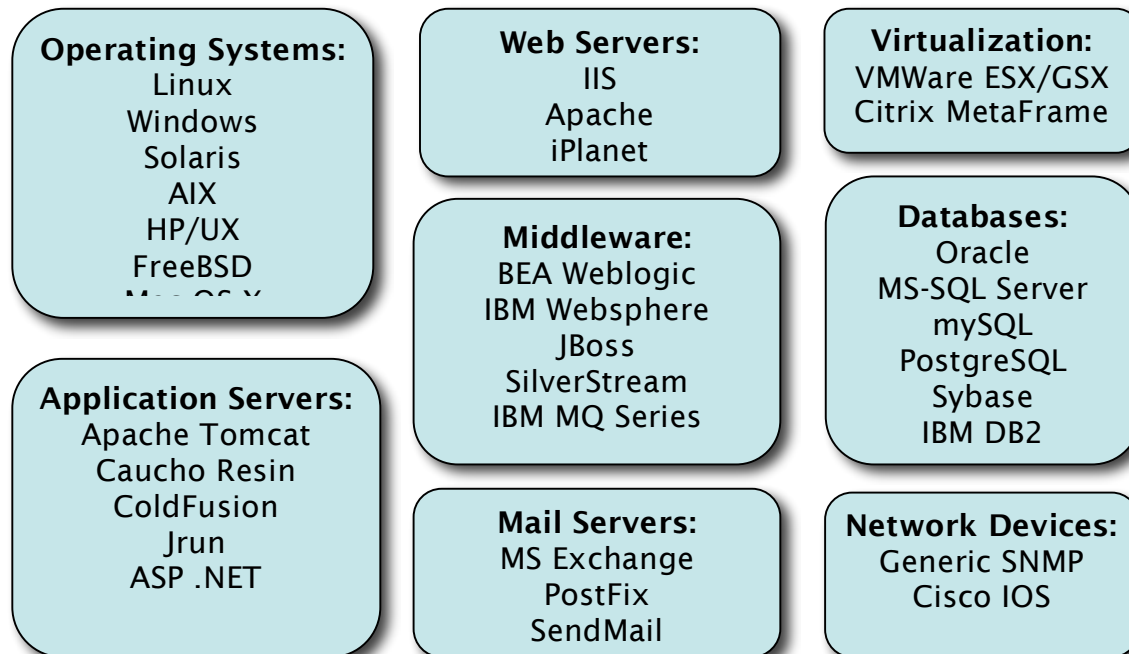 Operating Systems:
Linux
Windows
Solaris
AIX
HP/UX
FreeBSD
Mac OS X
Application Servers:
Apache Tomcat
Caucho Resin
ColdFusion
Jrun
ASP .NET
Web Servers:
IIS
Apache
iPlanet
Middleware:
BEA Weblogic
IBM Websphere
JBoss
SilverStream
IBM MQ Series
Mail Servers:
MS Exchange
PostFix
SendMail
Virtualization:
VMWare ESX/GSX
Citrix MetaFrame
Databases:
Oracle
MS-SQL Server
mySQL
PostgreSQL
Sybase
IBM DB2
Network Devices:
Generic SNMP
Cisco IOS